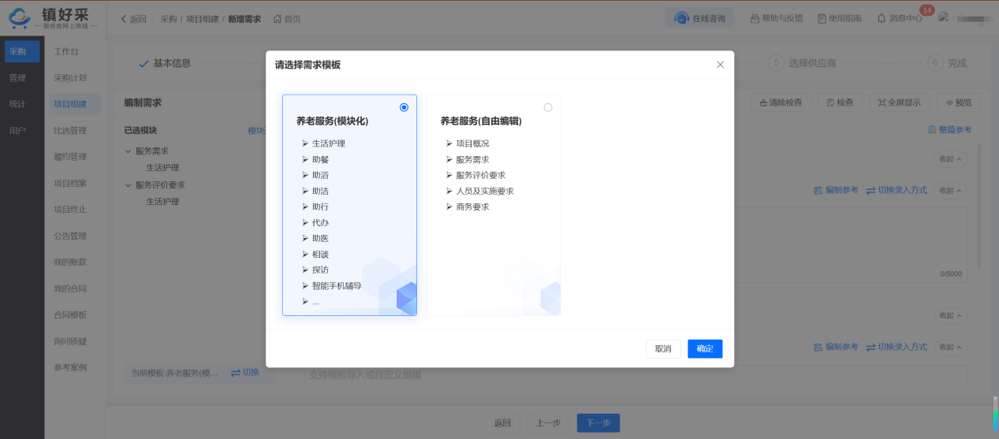 镇好采
服务类网上商城
返回
采购 / 项目组建 / 新增需求
首页
在线咨询
帮助与反馈
使用指南
消息中心
14
采购
管理
统计
用户
工作台
采购计划
项目组建
比选管理
履约管理
项目档案
项目终止
公告管理
我的账款
我的合同
合同模板
询问质疑
参考案例
基本信息
5 选择供应商
6 完成
编制需求
清除检查
检查
全屏显示
预览
已选模块
模块
整篇参考
服务需求
生活护理
服务评价要求
生活护理
收起
编制参考
切换录入方式
收起
0/5000
收起
编制参考
切换录入方式
收起
当前模板:养老服务(模...
切换
支持模板导入或自定义编辑
返回
上一步
下一步
请选择需求模板
养老服务(模块化)
生活护理
助餐
助浴
助洁
助行
代办
助医
相谈
探访
智能手机辅导
...
养老服务(自由编辑)
项目概况
服务需求
服务评价要求
人员及实施要求
商务要求
取消
确定